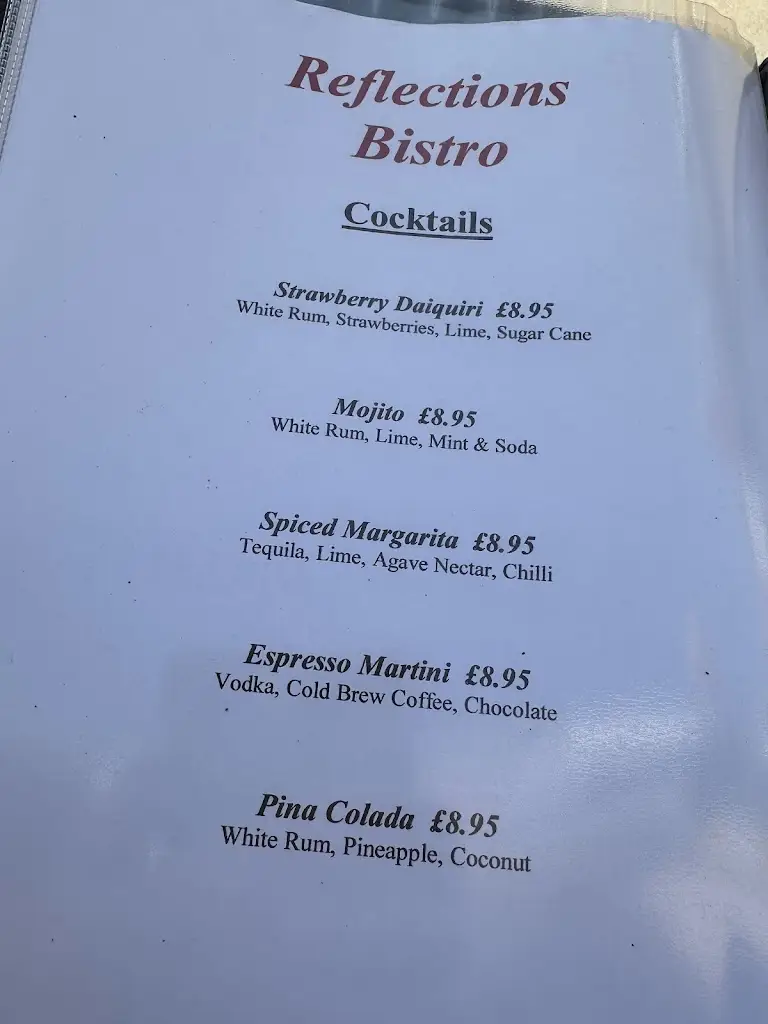 Reflections
Bistro
Cocktails
Strawberry Daiquiri £8.95
White Rum, Strawberries, Lime, Sugar Cane
Mojito £8.95
White Rum, Lime, Mint & Soda
Spiced Margarita £8.95
Tequila, Lime, Agave Nectar, Chilli
Espresso Martini £8.95
Vodka, Cold Brew Coffee, Chocolate
Pina Colada £8.95
White Rum, Pineapple, Coconut